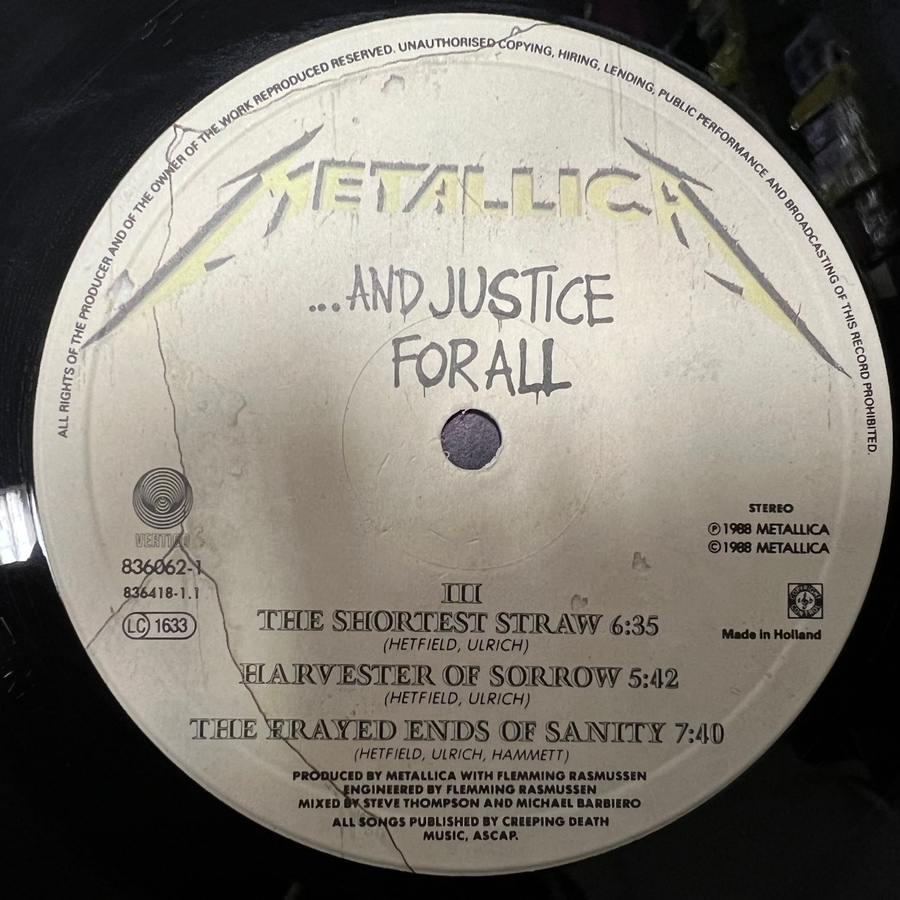 ALL RIGHTS OF THE PRODUCER AND OF THE OWNER OF THE WORK REPRODUCED RESERVED. UNAUTHORISED COPYING, HIRING, LENDING, PUBLIC PERFORMANCE AND BROADCASTING OF THIS RECORD PROHIBITED.
METALLICA
...AND JUSTICE
FOR ALL
VERTIGO
836062-1
836418-1.1
LC 1633
STEREO
Ⓟ 1988 METALLICA
© 1988 METALLICA
Made in Holland
III
THE SHORTEST STRAW 6:35
(HETFIELD, ULRICH)
HARVESTER OF SORROW 5:42
(HETFIELD, ULRICH)
THE FRAYED ENDS OF SANITY 7:40
(HETFIELD, ULRICH, HAMMETT)
PRODUCED BY METALLICA WITH FLEMMING RASMUSSEN
ENGINEERED BY FLEMMING RASMUSSEN
MIXED BY STEVE THOMPSON AND MICHAEL BARBIERO
ALL SONGS PUBLISHED BY CREEPING DEATH
MUSIC, ASCAP.